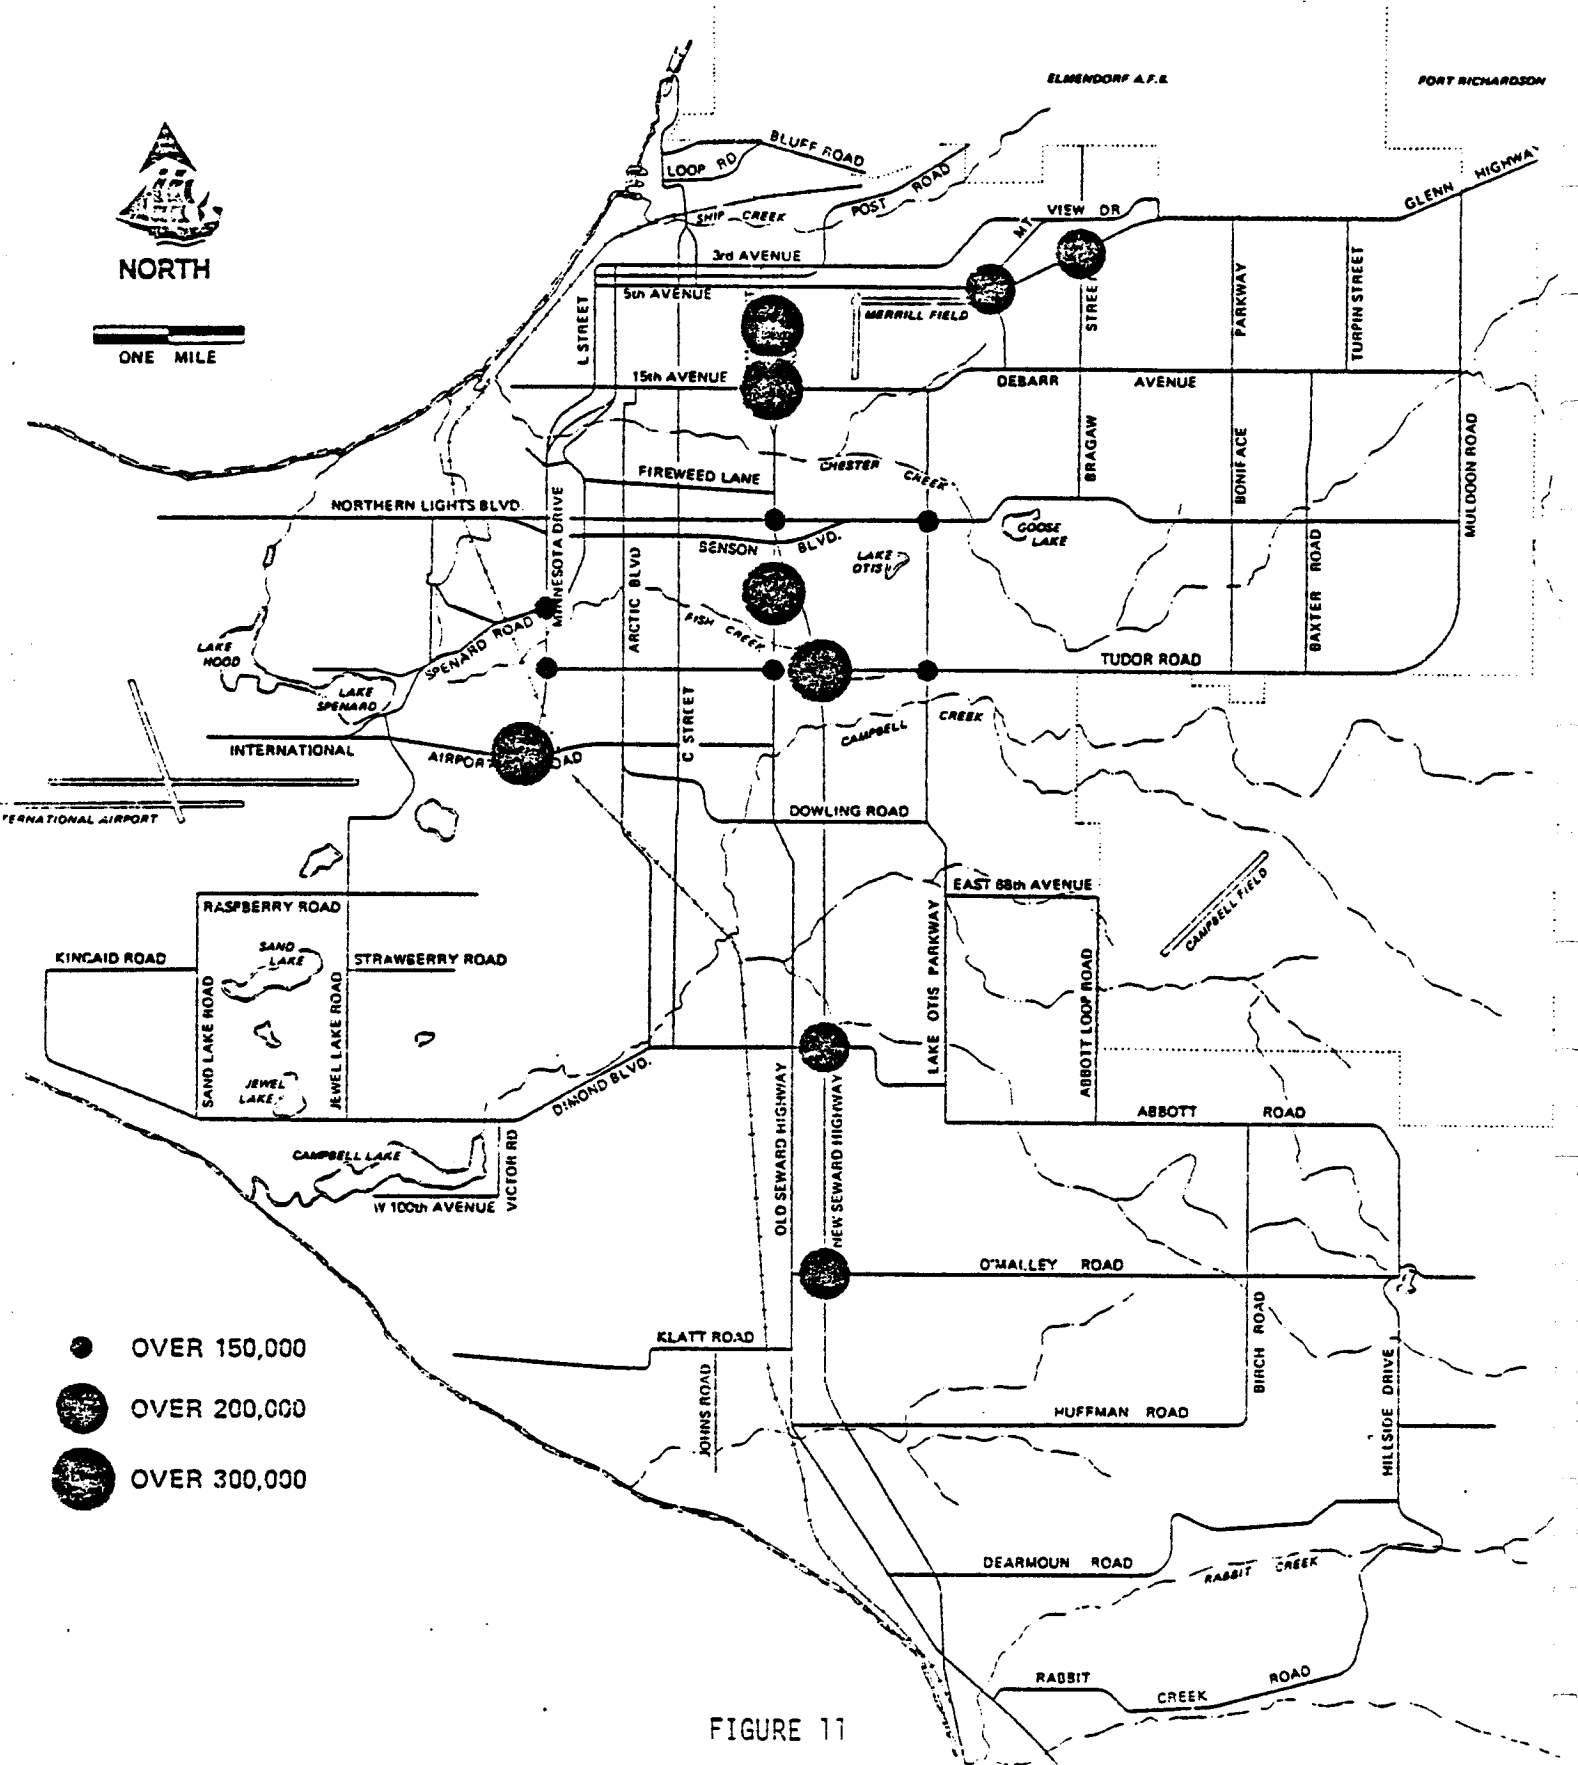 ELMENDORF A.F.B.
FORT RICHARDSON
BLUFF ROAD
LOOP RD
GLENN HIGHWAY
POST ROAD
SHIP CREEK
MT. VIEW DR
NORTH
3rd AVENUE
5th AVENUE
MERRILL FIELD
L STREET
PARKWAY
TURPIN STREET
ONE MILE
15th AVENUE
DEBARR AVENUE
CHESTER CREEK
FIREWEED LANE
BRAGAW
BONIFACE
MULDOON ROAD
NORTHERN LIGHTS BLVD.
MINNESOTA DRIVE
BENSON BLVD.
GOOSE
LAKE
LAKE
OTIS
ARCTIC BLVD
BAXTER ROAD
FISH CREEK
SPENARD ROAD
LAKE
HOOD
TUDOR ROAD
LAKE
SPENARD
C STREET
CAMPBELL CREEK
INTERNATIONAL
TERNATIONAL AIRPORT
DOWLING ROAD
RASPBERRY ROAD
EAST 68th AVENUE
CAMPBELL FIELD
KINCAID ROAD
SAND
LAKE
STRAWBERRY ROAD
SAND LAKE ROAD
JEWEL LAKE ROAD
LAKE OTIS PARKWAY
ABBOTT LOOP ROAD
JEWEL
LAKE
DIMOND BLVD.
ABBOTT ROAD
CAMPBELL LAKE
VICTOR RD
W 100th AVENUE
OLD SEWARD HIGHWAY
NEW SEWARD HIGHWAY
O'MALLEY ROAD
BIRCH ROAD
KLATT ROAD
JOHNS ROAD
HILLSIDE DRIVE
HUFFMAN ROAD
OVER 150,000
OVER 200,000
OVER 300,000
DEARMOUN ROAD
RABBIT CREEK
RABBIT CREEK ROAD
FIGURE 11